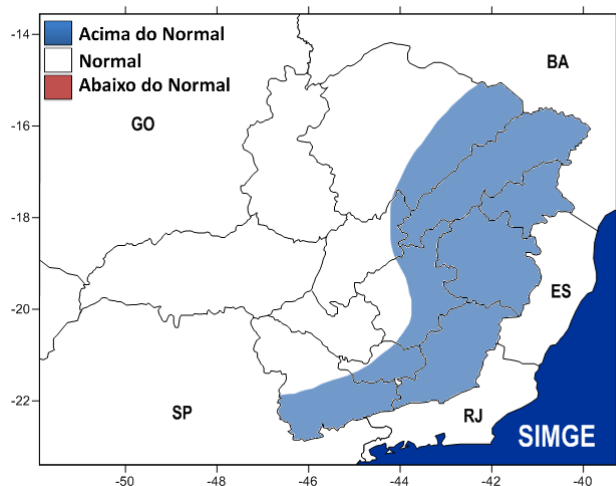 Acima do Normal
Normal
Abaixo do Normal
BA
GO
ES
SP
RJ
SIMGE
-14
-16
-18
-20
-22
-50
-48
-46
-44
-42
-40